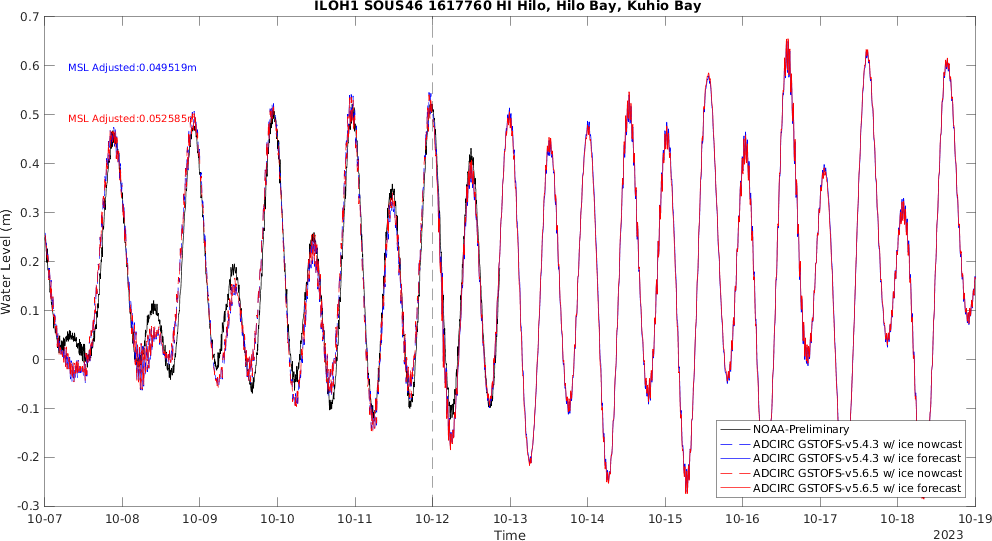 ILOH1 SOUS46 1617760 HI Hilo, Hilo Bay, Kuhio Bay
0.7
0.6
0.5
0.4
0.3
0.2
0.1
0
-0.1
-0.2
-0.3
Water Level (m)
MSL Adjusted:0.049519m
MSL Adjusted:0.052585m
NOAA-Preliminary
ADCIRC GSTOFS-v5.4.3 w/ ice nowcast
ADCIRC GSTOFS-v5.4.3 w/ ice forecast
ADCIRC GSTOFS-v5.6.5 w/ ice nowcast
ADCIRC GSTOFS-v5.6.5 w/ ice forecast
10-07 10-08 10-09 10-10 10-11 10-12 10-13 10-14 10-15 10-16 10-17 10-18 10-19
Time
2023